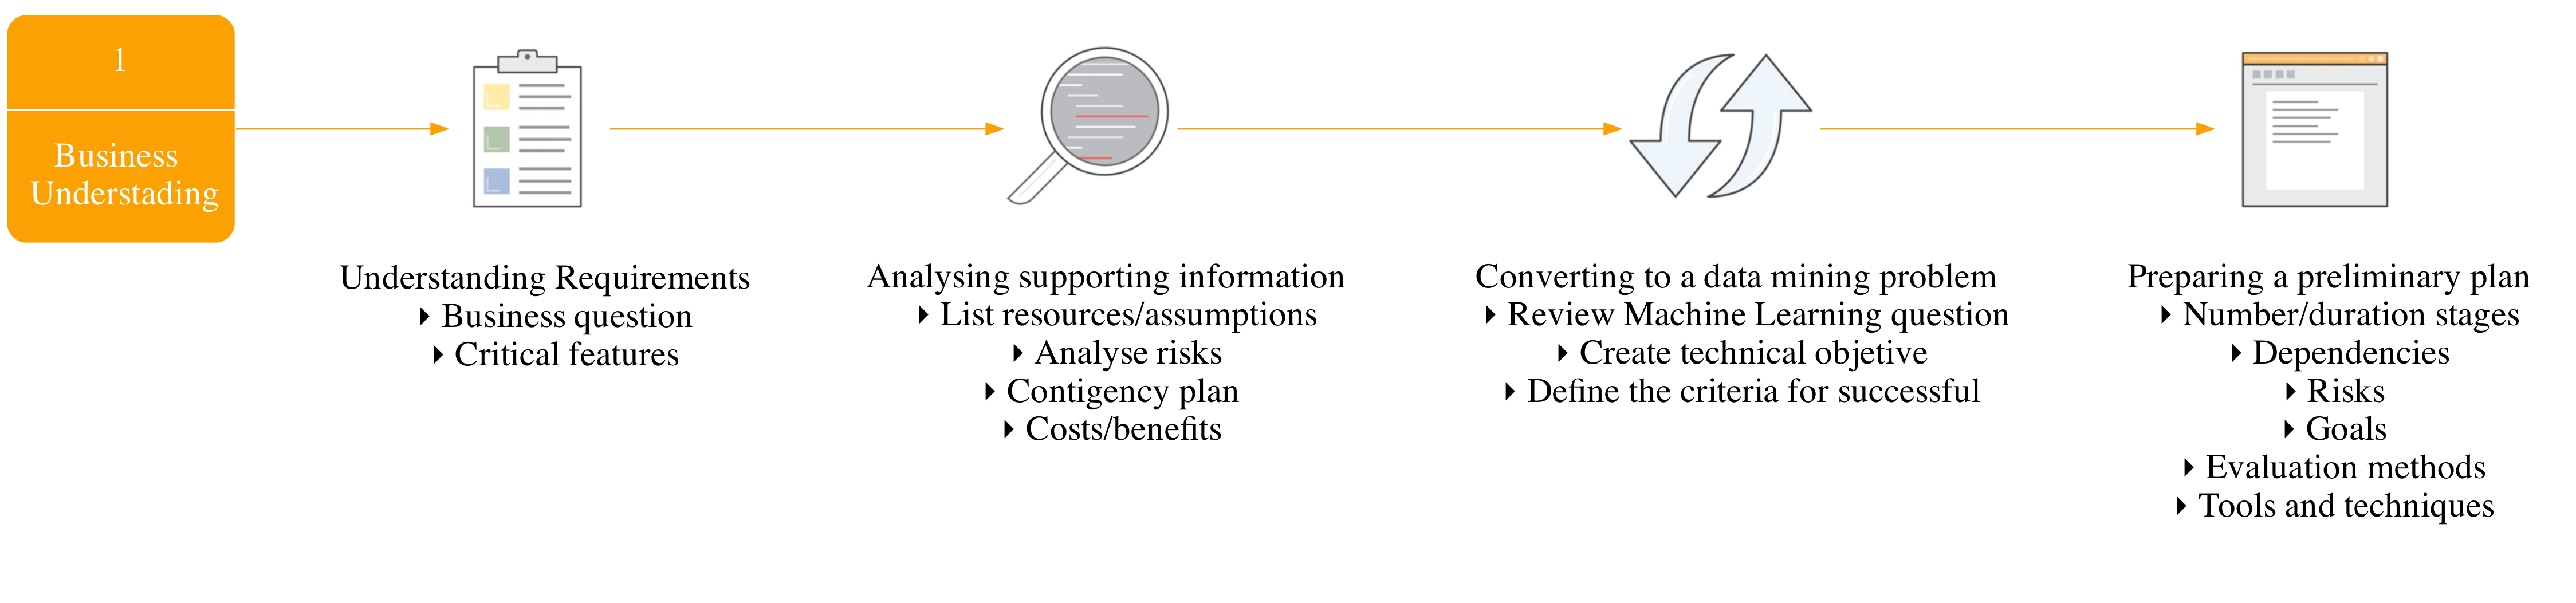 1
Business
Understading
Understanding Requirements
Business question
Critical features
Analysing supporting information
List resources/assumptions
Analyse risks
Contigency plan
Costs/benefits
Converting to a data mining problem
Review Machine Learning question
Create technical objetive
Define the criteria for successful
Preparing a preliminary plan
Number/duration stages
Dependencies
Risks
Goals
Evaluation methods
Tools and techniques